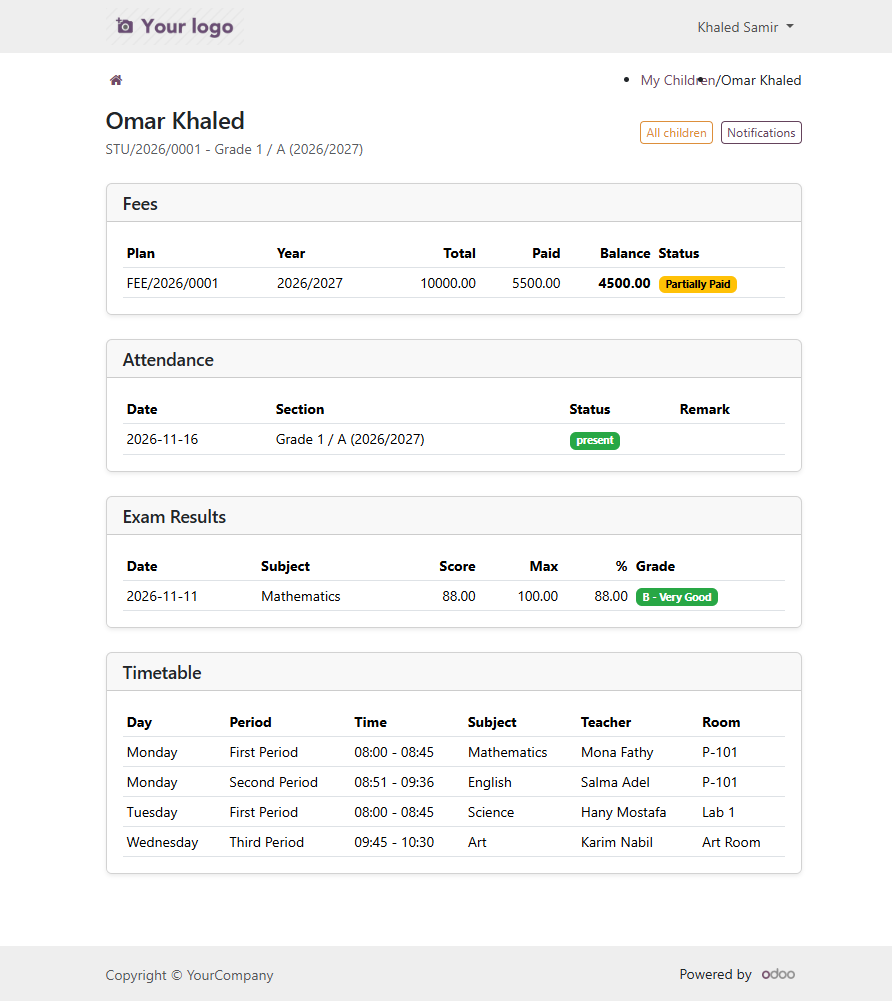 Your logo
Khaled Samir
My Children/Omar Khaled
Omar Khaled
All children Notifications
STU/2026/0001 - Grade 1 / A (2026/2027)
Fees
Plan Year Total Paid Balance Status
FEE/2026/0001 2026/2027 10000.00 5500.00 4500.00 Partially Paid
Attendance
Date Section Status Remark
2026-11-16 Grade 1 / A (2026/2027) present
Exam Results
Date Subject Score Max % Grade
2026-11-11 Mathematics 88.00 100.00 88.00 B - Very Good
Timetable
Day Period Time Subject Teacher Room
Monday First Period 08:00 - 08:45 Mathematics Mona Fathy P-101
Monday Second Period 08:51 - 09:36 English Salma Adel P-101
Tuesday First Period 08:00 - 08:45 Science Hany Mostafa Lab 1
Wednesday Third Period 09:45 - 10:30 Art Karim Nabil Art Room
Copyright © YourCompany
Powered by odoo